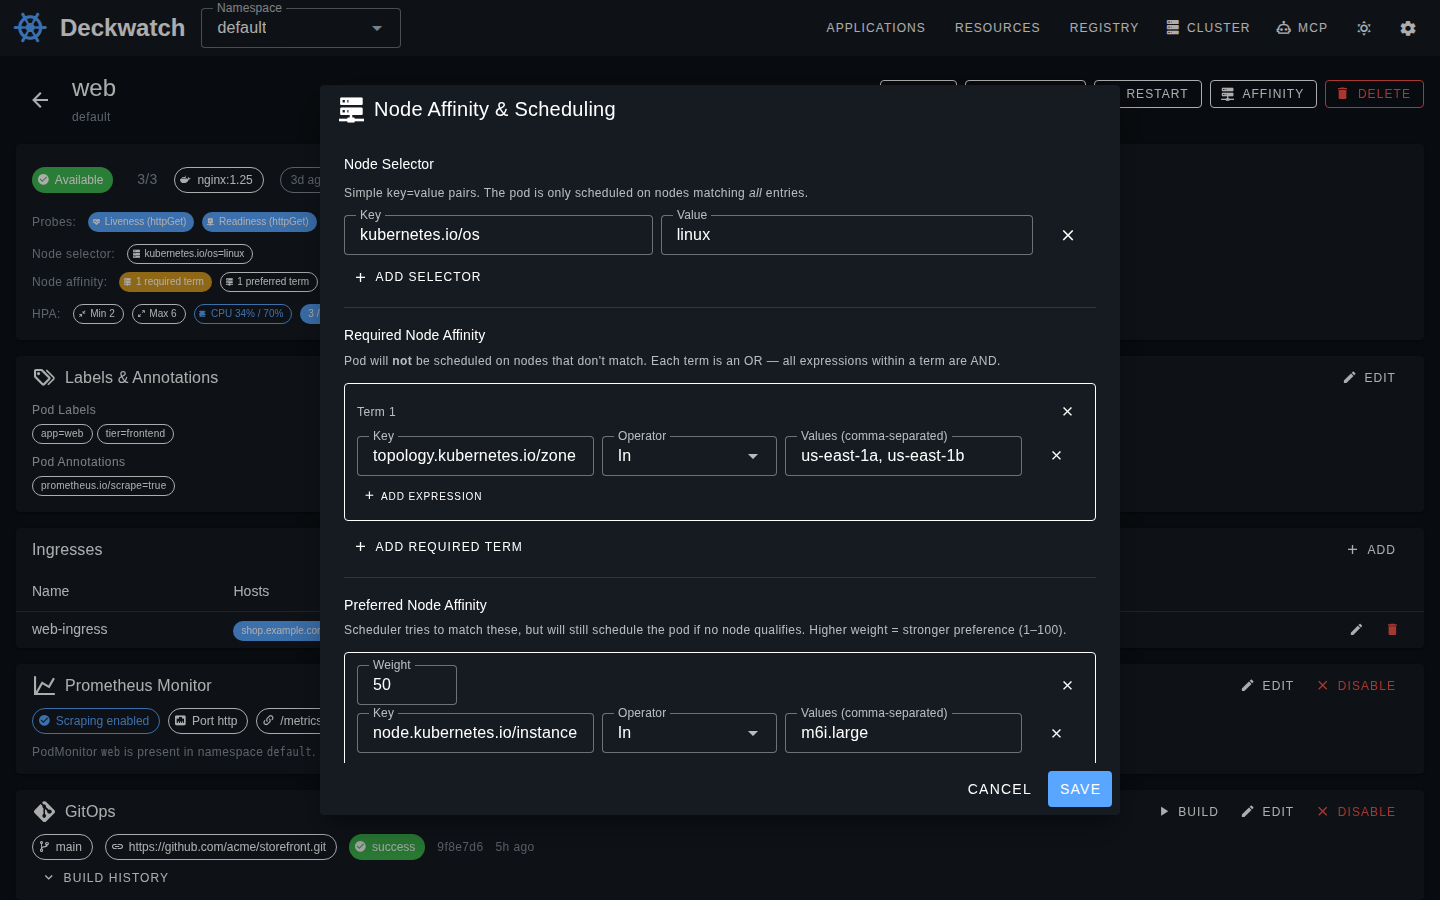 Deckwatch
Namespace
default
APPLICATIONS
RESOURCES
REGISTRY
CLUSTER
MCP
web
default
RESTART
AFFINITY
DELETE
Available
3/3
nginx:1.25
3d ag
Probes:
Liveness (httpGet)
Readiness (httpGet)
Node selector:
kubernetes.io/os=linux
Node affinity:
1 required term
1 preferred term
HPA:
Min 2
Max 6
CPU 34% / 70%
3 /
Labels & Annotations
EDIT
Pod Labels
app=web
tier=frontend
Pod Annotations
prometheus.io/scrape=true
Ingresses
ADD
Name
Hosts
web-ingress
shop.example.com
Prometheus Monitor
EDIT
DISABLE
Scraping enabled
Port http
/metrics
PodMonitor web is present in namespace default.
GitOps
BUILD
EDIT
DISABLE
main
https://github.com/acme/storefront.git
success
9f8e7d6
5h ago
BUILD HISTORY
Node Affinity & Scheduling
Node Selector
Simple key=value pairs. The pod is only scheduled on nodes matching all entries.
Key
kubernetes.io/os
Value
linux
ADD SELECTOR
Required Node Affinity
Pod will not be scheduled on nodes that don't match. Each term is an OR — all expressions within a term are AND.
Term 1
Key
topology.kubernetes.io/zone
Operator
In
Values (comma-separated)
us-east-1a, us-east-1b
ADD EXPRESSION
ADD REQUIRED TERM
Preferred Node Affinity
Scheduler tries to match these, but will still schedule the pod if no node qualifies. Higher weight = stronger preference (1–100).
Weight
50
Key
node.kubernetes.io/instance
Operator
In
Values (comma-separated)
m6i.large
CANCEL
SAVE